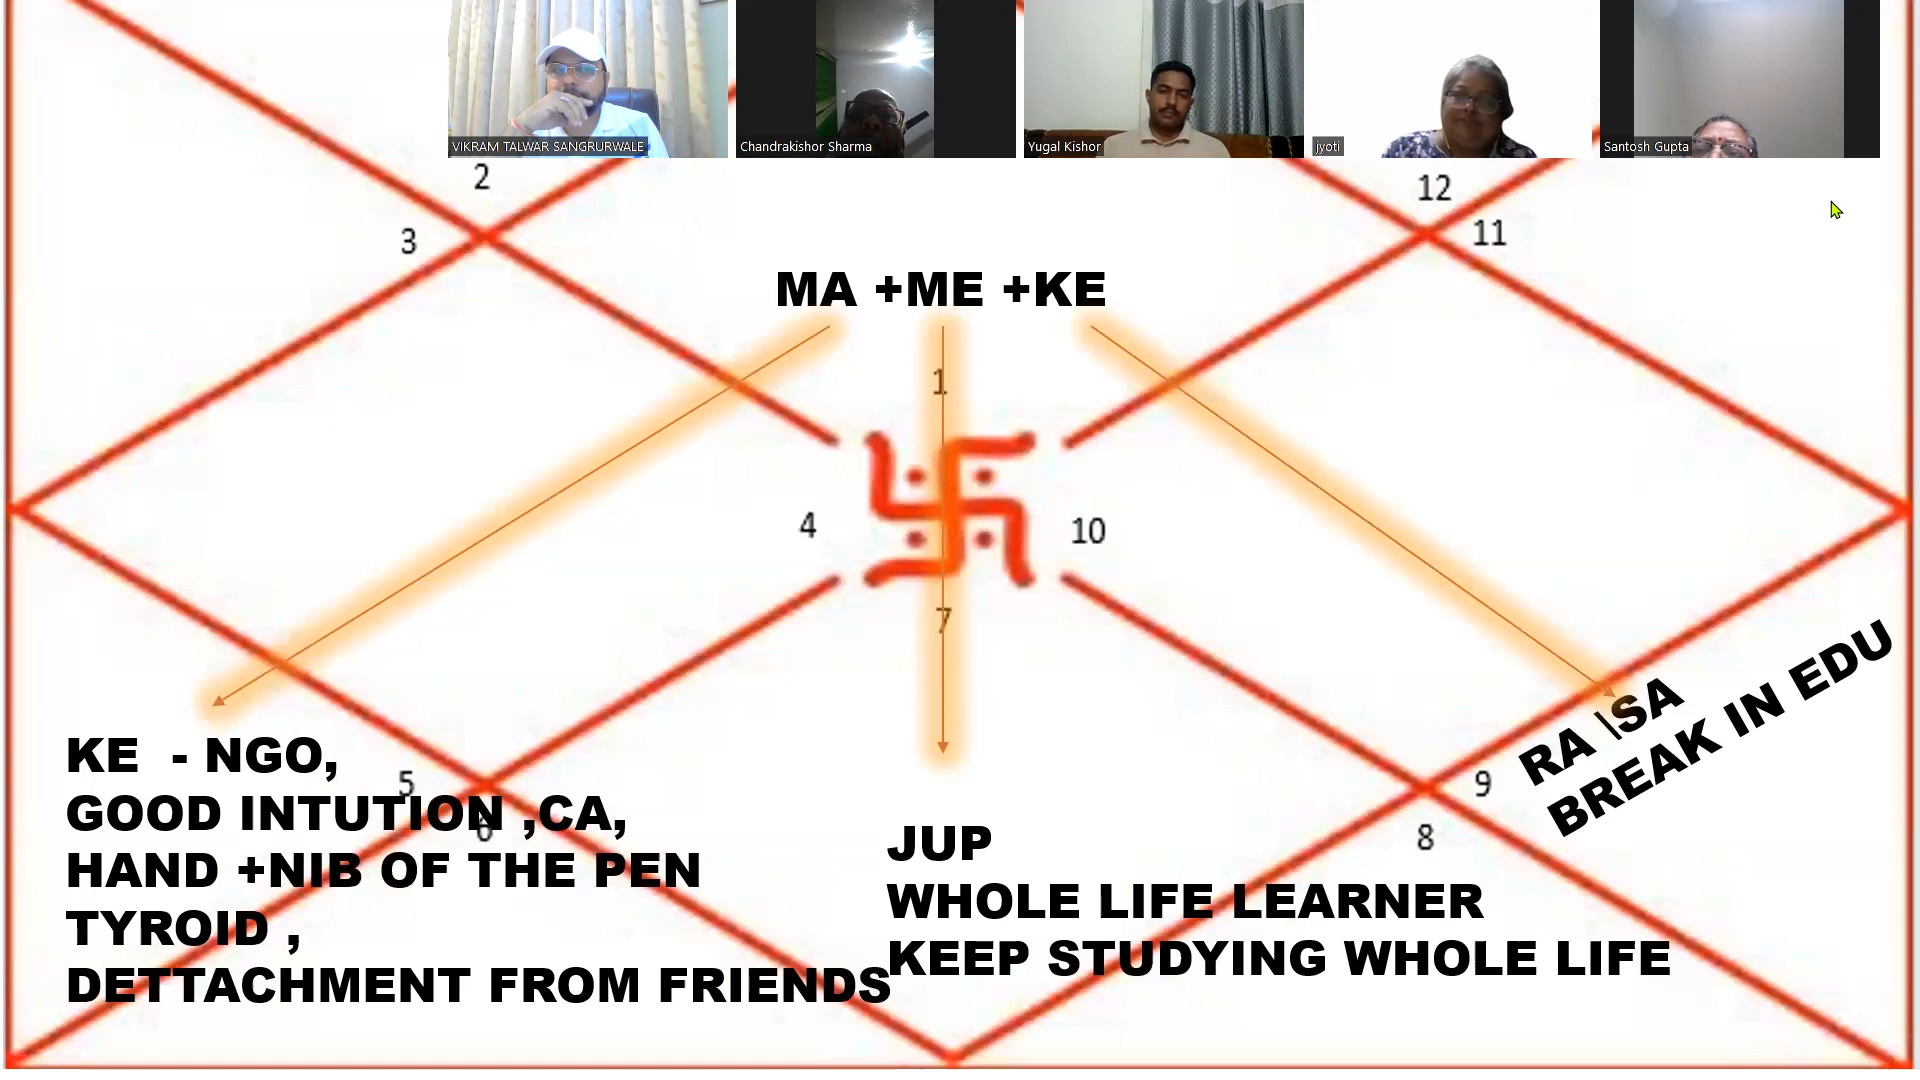 VIKRAM TALWAR SANGRURWALE
Chandrakishor Sharma
Yugal Kishor
jyoti
Santosh Gupta
2
12
3
11
MA +ME +KE
1
4
10
7
RA \SA
BREAK IN EDU
KE - NGO,
5
9
GOOD INTUTION ,CA,
6
8
HAND +NIB OF THE PEN
TYROID ,
DETTACHMENT FROM FRIENDS
JUP
WHOLE LIFE LEARNER
KEEP STUDYING WHOLE LIFE